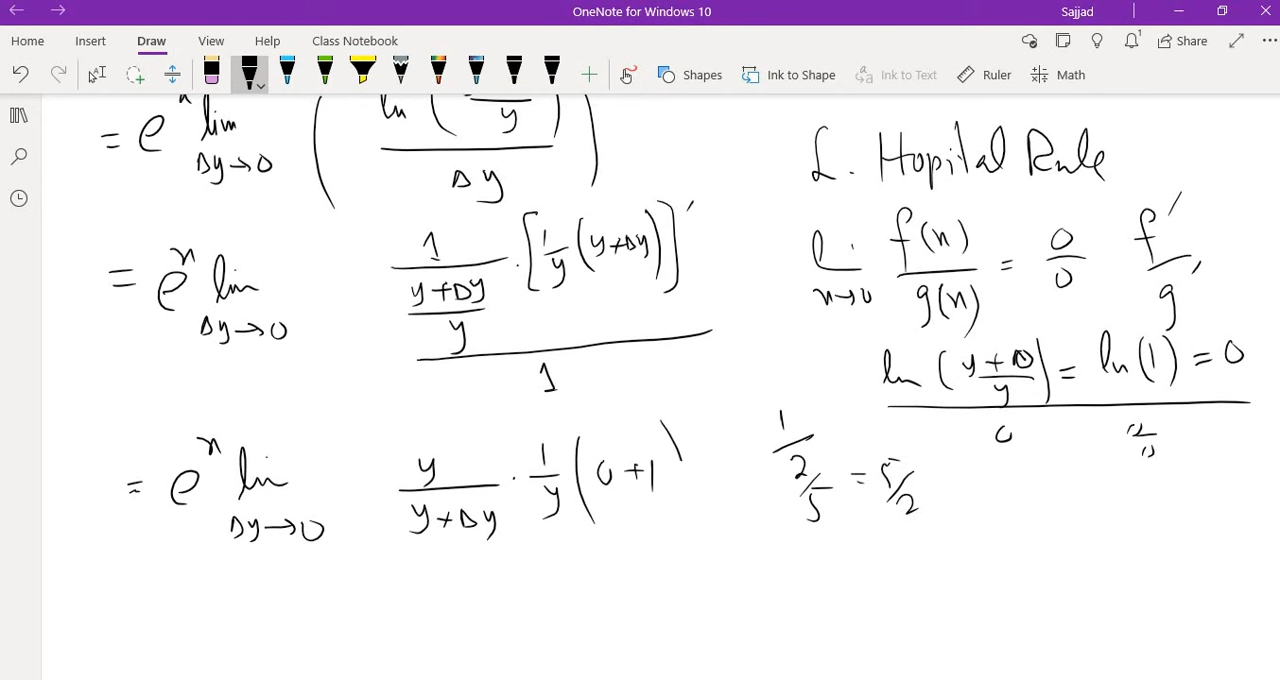 OneNote for Windows 10
Sajjad
Home Insert Draw View Help Class Notebook
Share
Shapes Ink to Shape Ink to Text Ruler Math
= e^x lim Δy→0 ( ln ( / y ) / Δy )
L. Hopital Rule
= e^x lim Δy→0 1 / ((y+Δy)/y) · [1/y (y+Δy)]' / 1
lim x→0 f(x)/g(x) = 0/0 f'/g'
ln (y+0 / y) = ln(1) = 0
0 0/0
= e^x lim Δy→0 y/(y+Δy) · 1/y (0+1)
1/(2/5) = 5/2